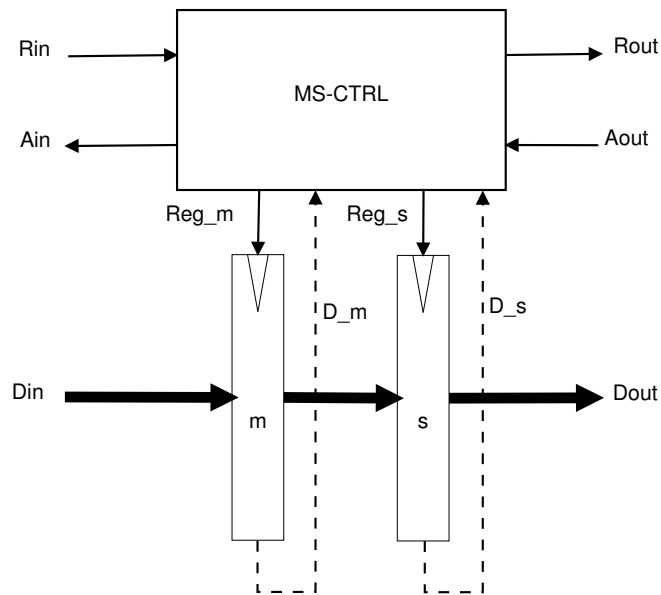 Rin
Rout
MS-CTRL
Ain
Aout
Reg_m
Reg_s
D_m
D_s
Din
Dout
m
s